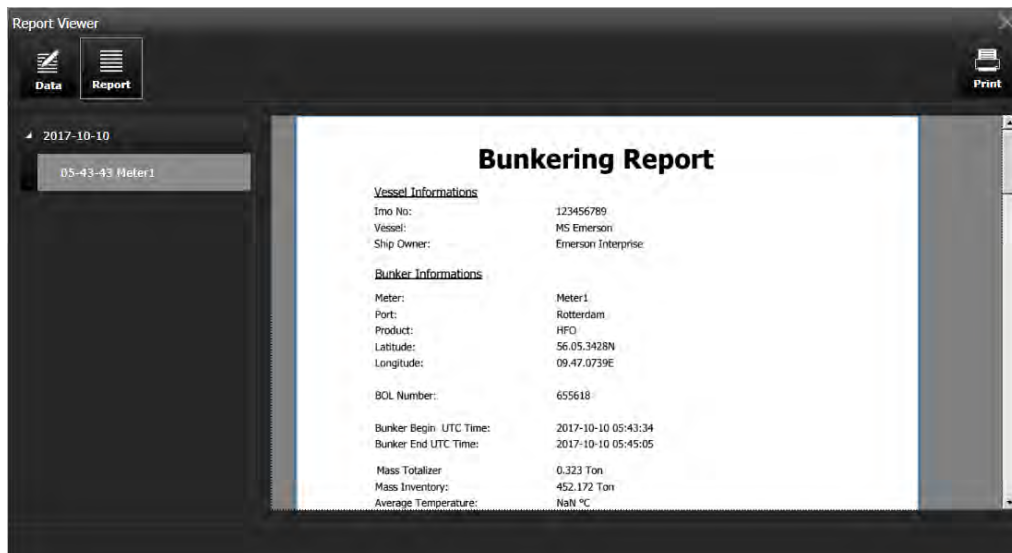 Report Viewer
Data
Report
Print
2017-10-10
05-43-43 Meter1
Bunkering Report
Vessel Informations
Imo No: 123456789
Vessel: MS Emerson
Ship Owner: Emerson Interprise
Bunker Informations
Meter: Meter1
Port: Rotterdam
Product: HFO
Latitude: 56.05.3428N
Longitude: 09.47.0739E
BOL Number: 655618
Bunker Begin UTC Time: 2017-10-10 05:43:34
Bunker End UTC Time: 2017-10-10 05:45:05
Mass Totalizer 0.323 Ton
Mass Inventory: 452.172 Ton
Average Temperature: NaN ºC